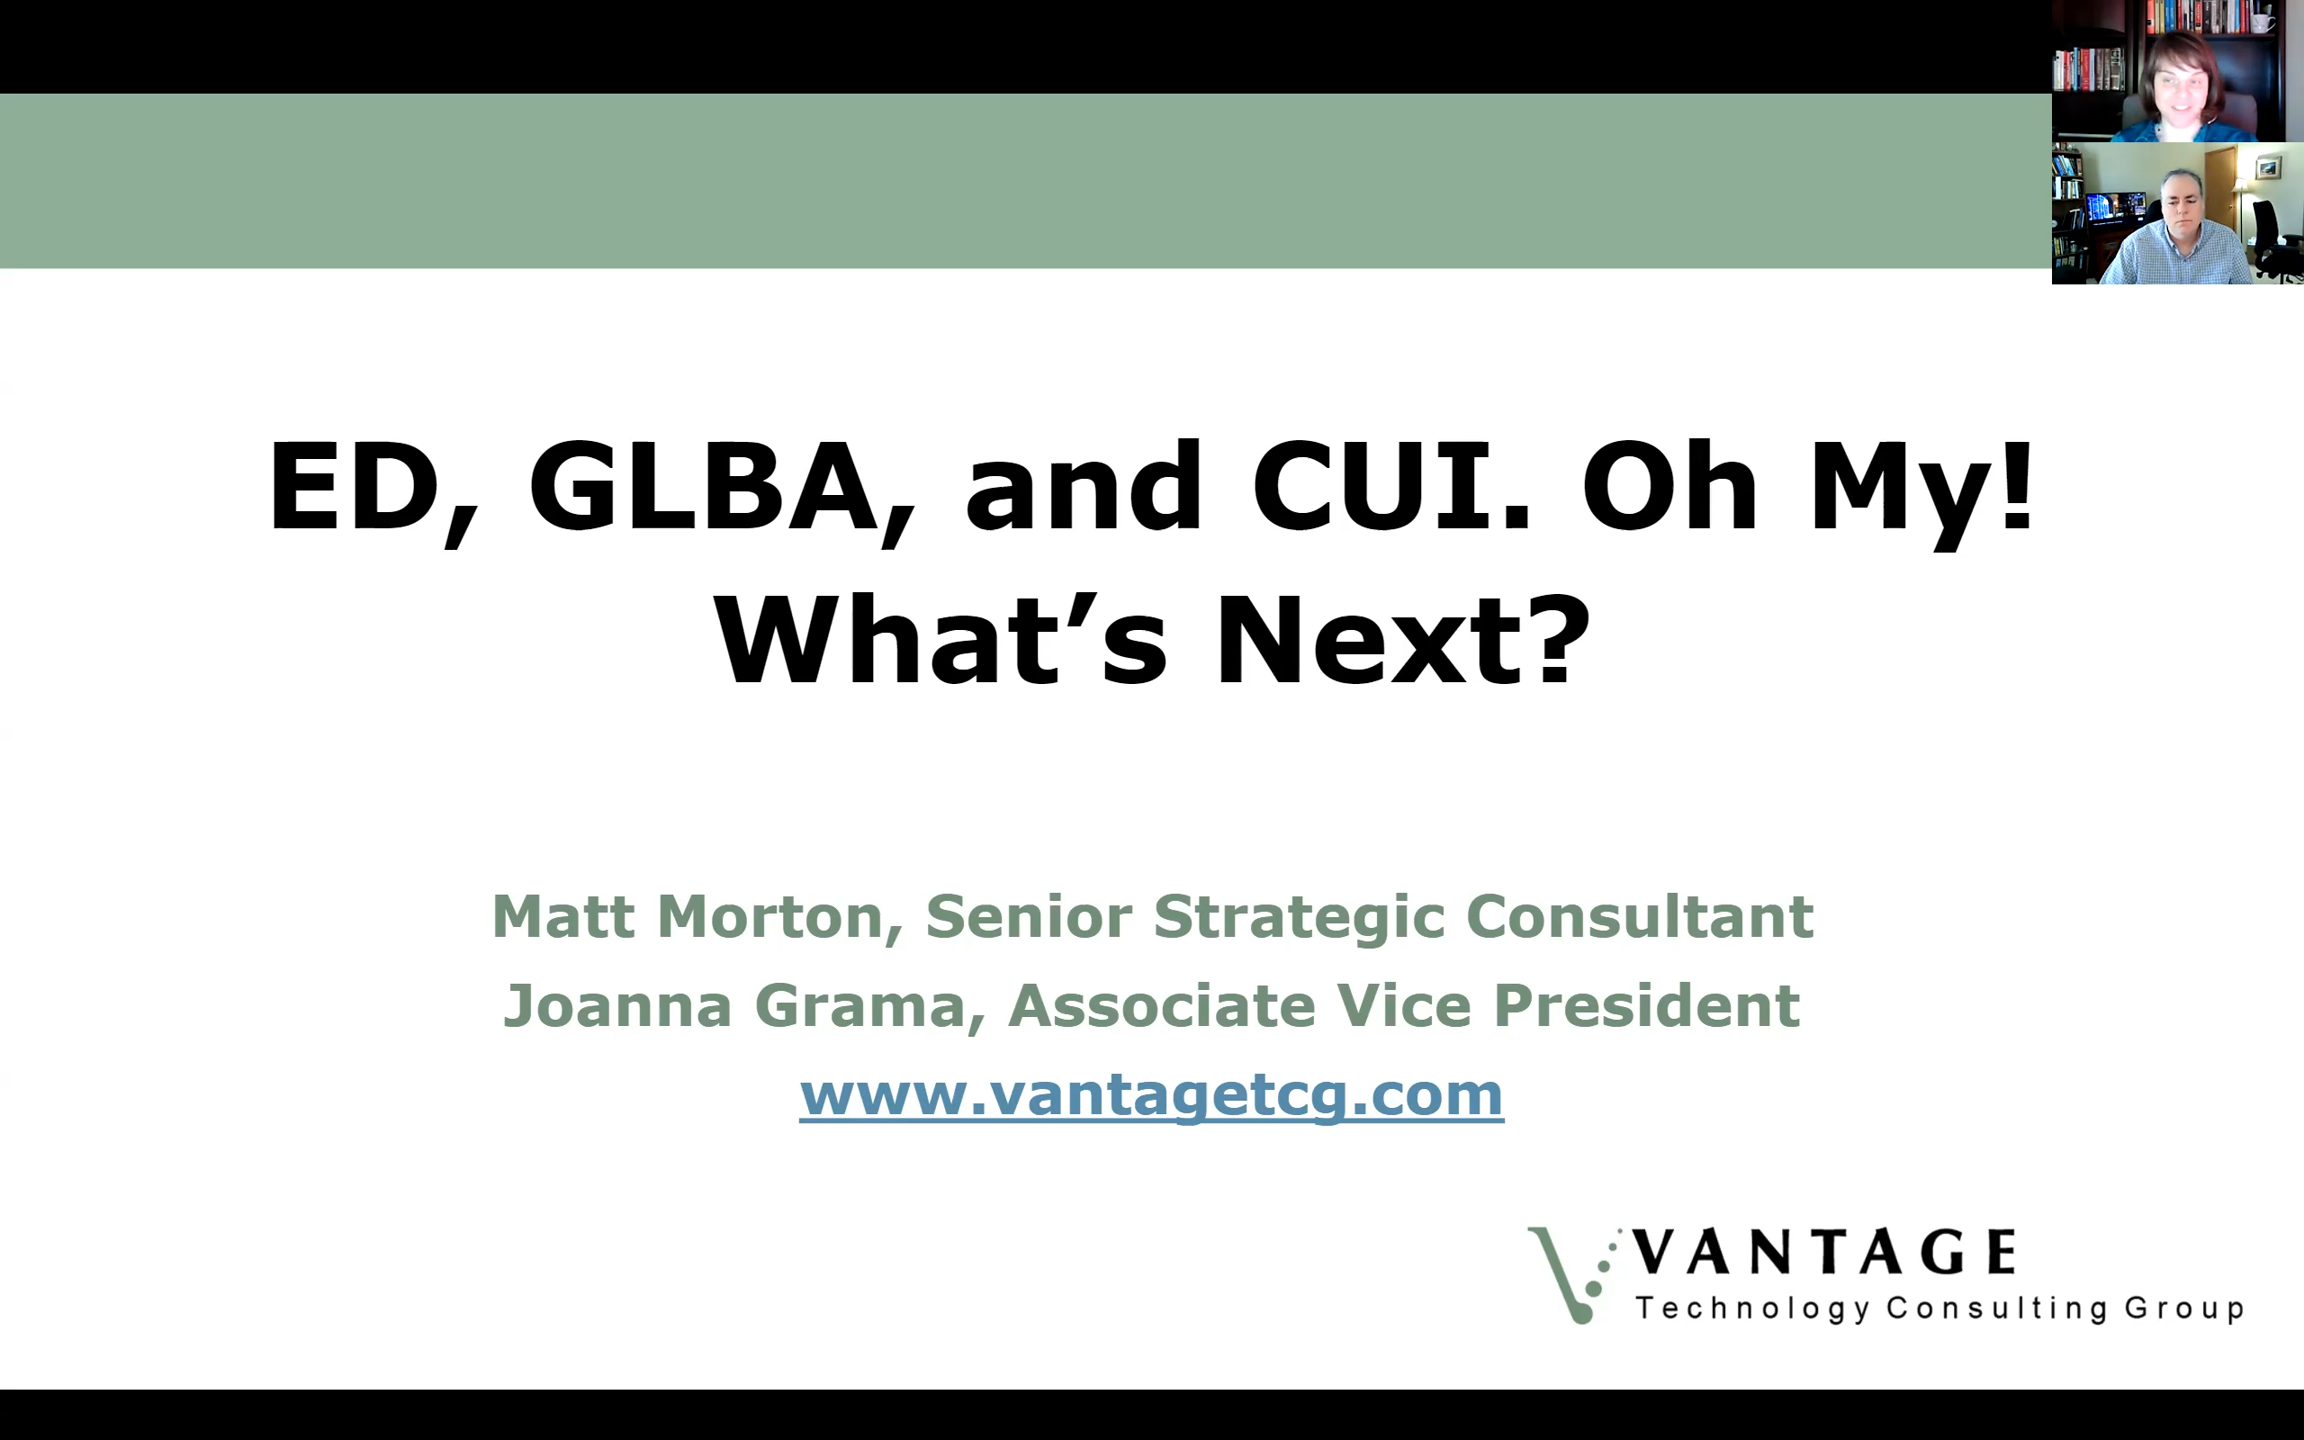 ED, GLBA, and CUI. Oh My!
What’s Next?
Matt Morton, Senior Strategic Consultant
Joanna Grama, Associate Vice President
www.vantagetcg.com
VANTAGE
Technology Consulting Group